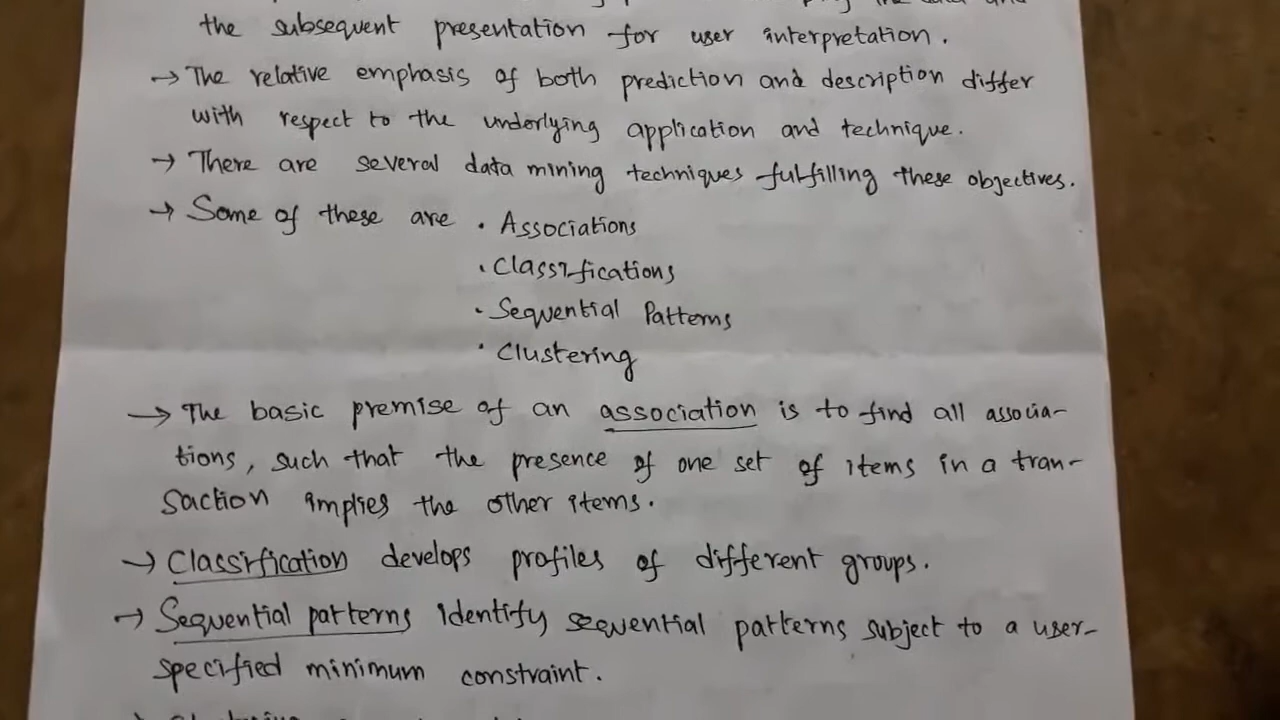 the subsequent presentation for user interpretation.
→ The relative emphasis of both prediction and description differ
with respect to the underlying application and technique.
→ There are several data mining techniques fulfilling these objectives.
→ Some of these are • Associations
• Classifications
• Sequential Patterns
• Clustering
→ The basic premise of an association is to find all associa-
tions, such that the presence of one set of items in a tran-
saction implies the other items.
→ Classification develops profiles of different groups.
→ Sequential patterns identify sequential patterns subject to a user-
specified minimum constraint.